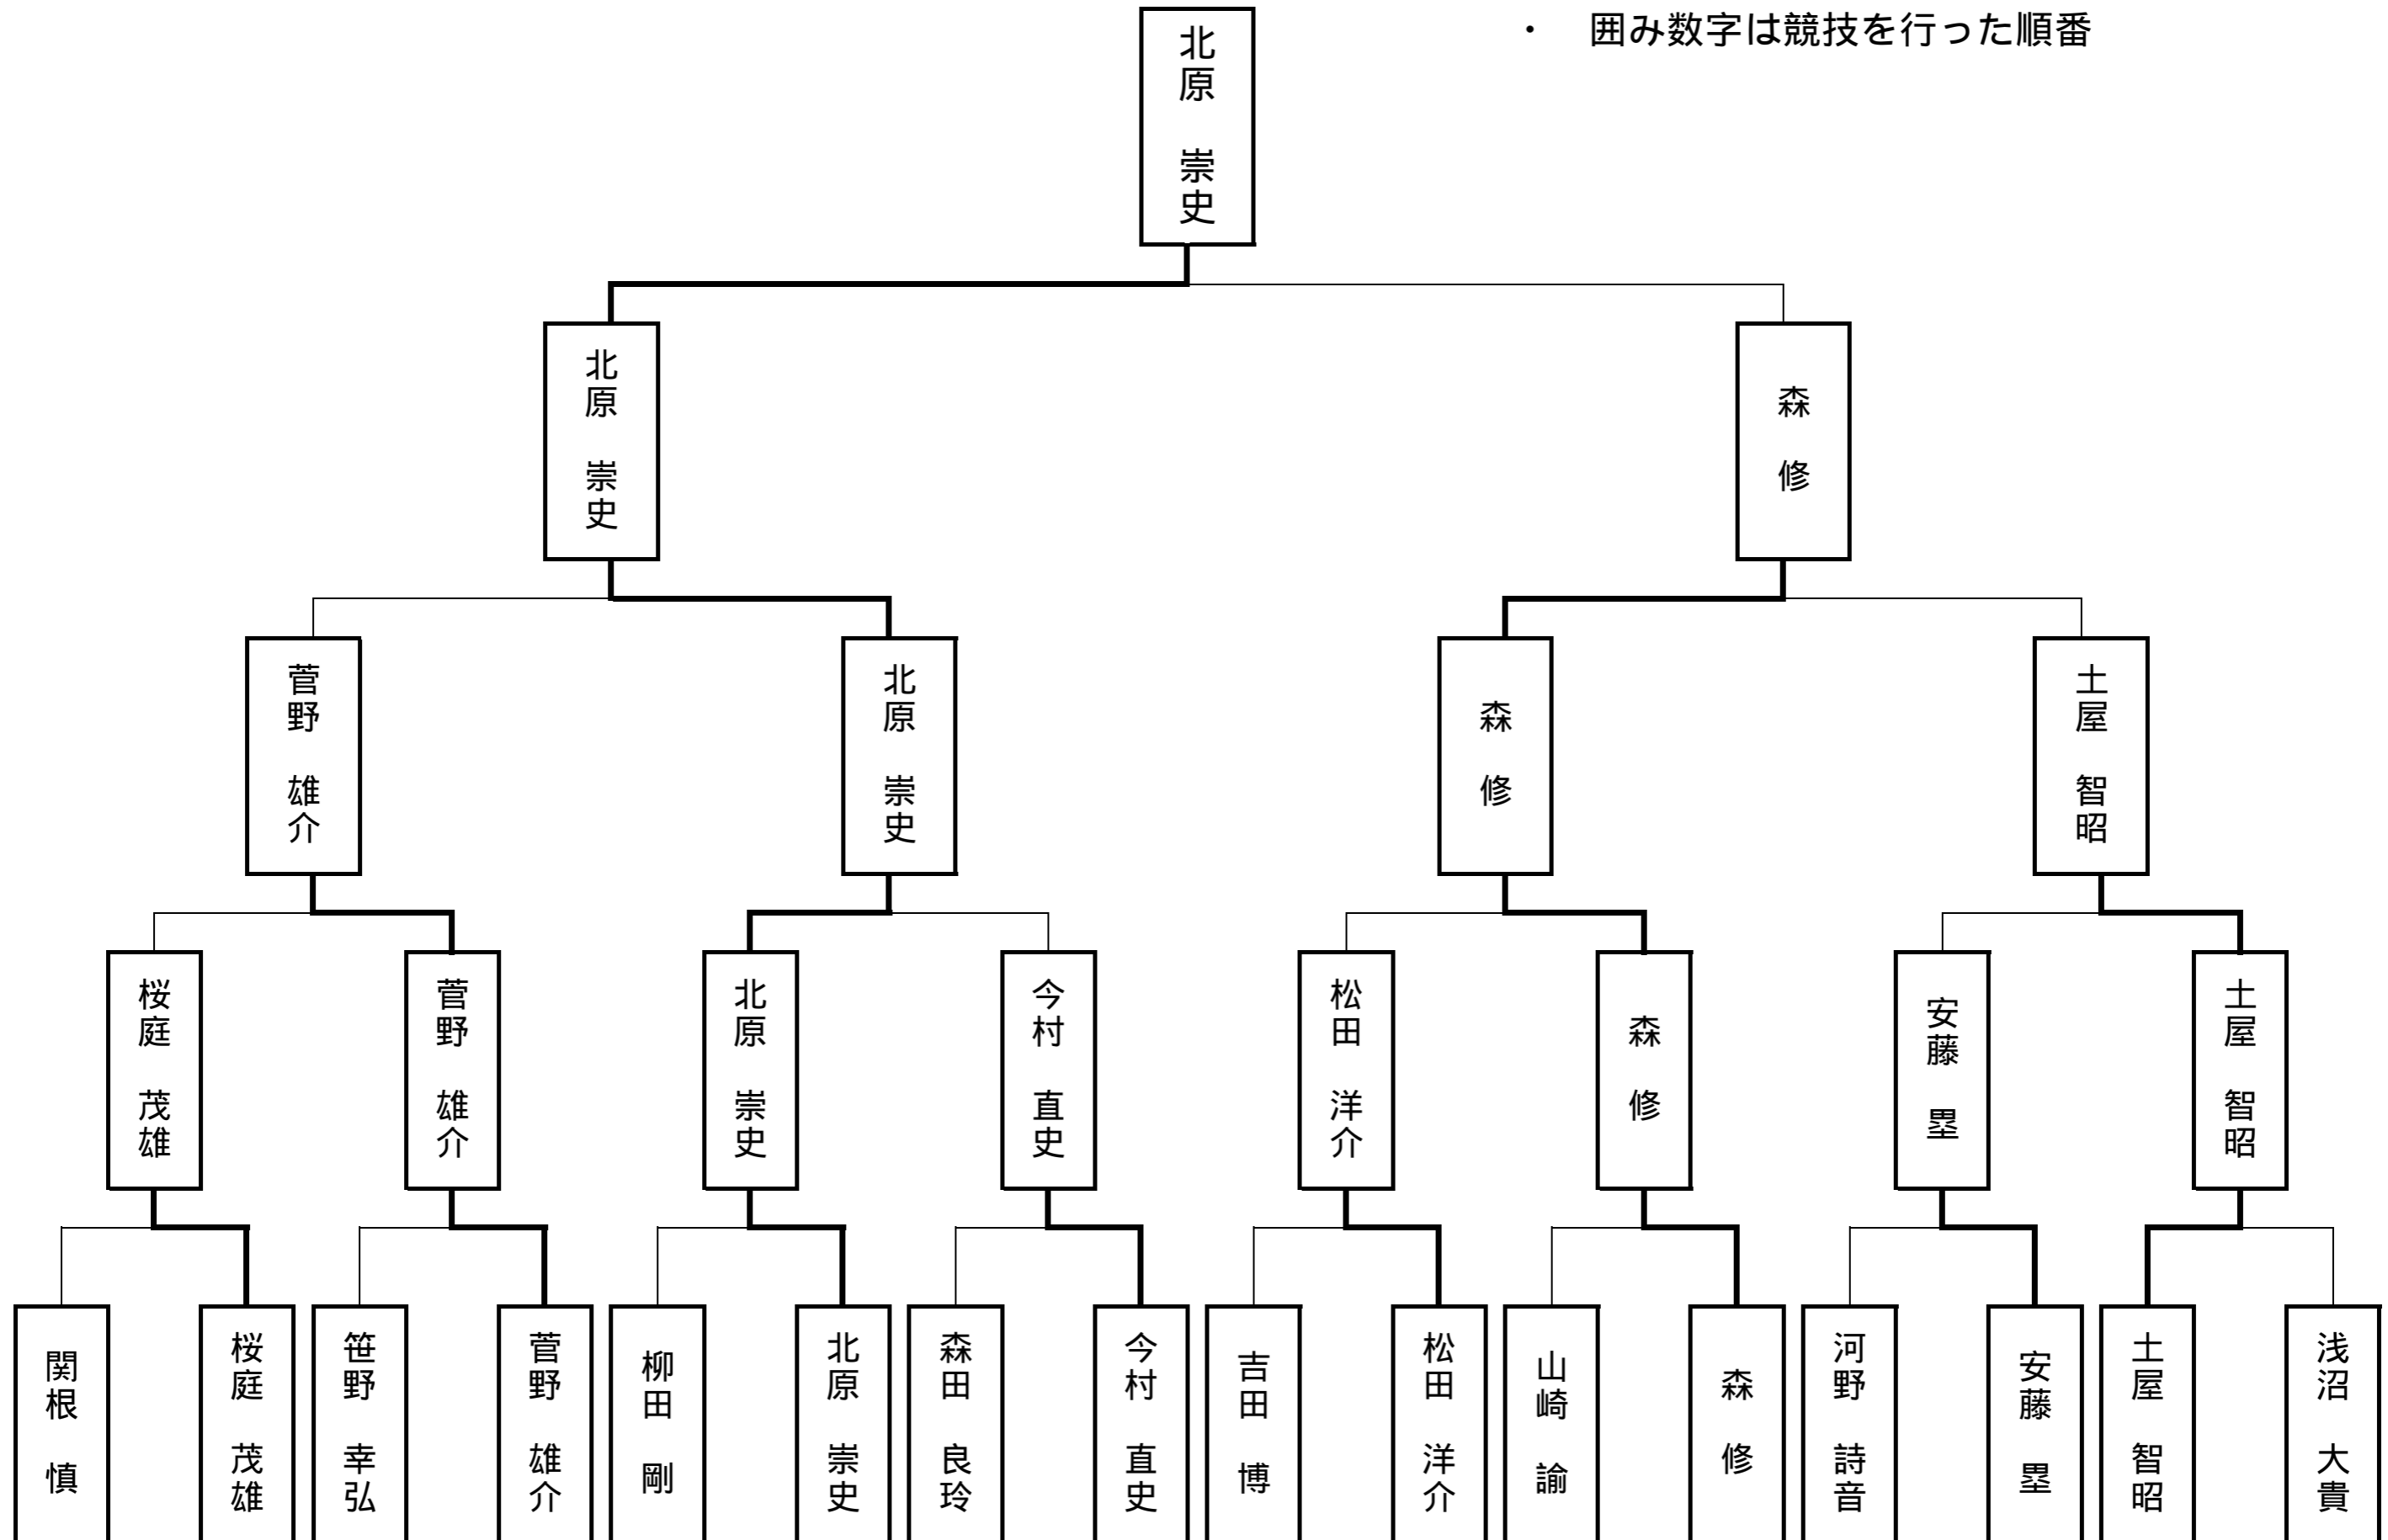 ・　囲み数字は競技を行った順番
北原　崇史
北原　崇史
森　修
菅野　雄介
北原　崇史
森　修
土屋　智昭
桜庭　茂雄
菅野　雄介
北原　崇史
今村　直史
松田　洋介
森　修
安藤　塁
土屋　智昭
関根　慎
桜庭　茂雄
笹野　幸弘
菅野　雄介
柳田　剛
北原　崇史
森田　良玲
今村　直史
吉田　博
松田　洋介
山崎　諭
森　修
河野　詩音
安藤　塁
土屋　智昭
浅沼　大貴